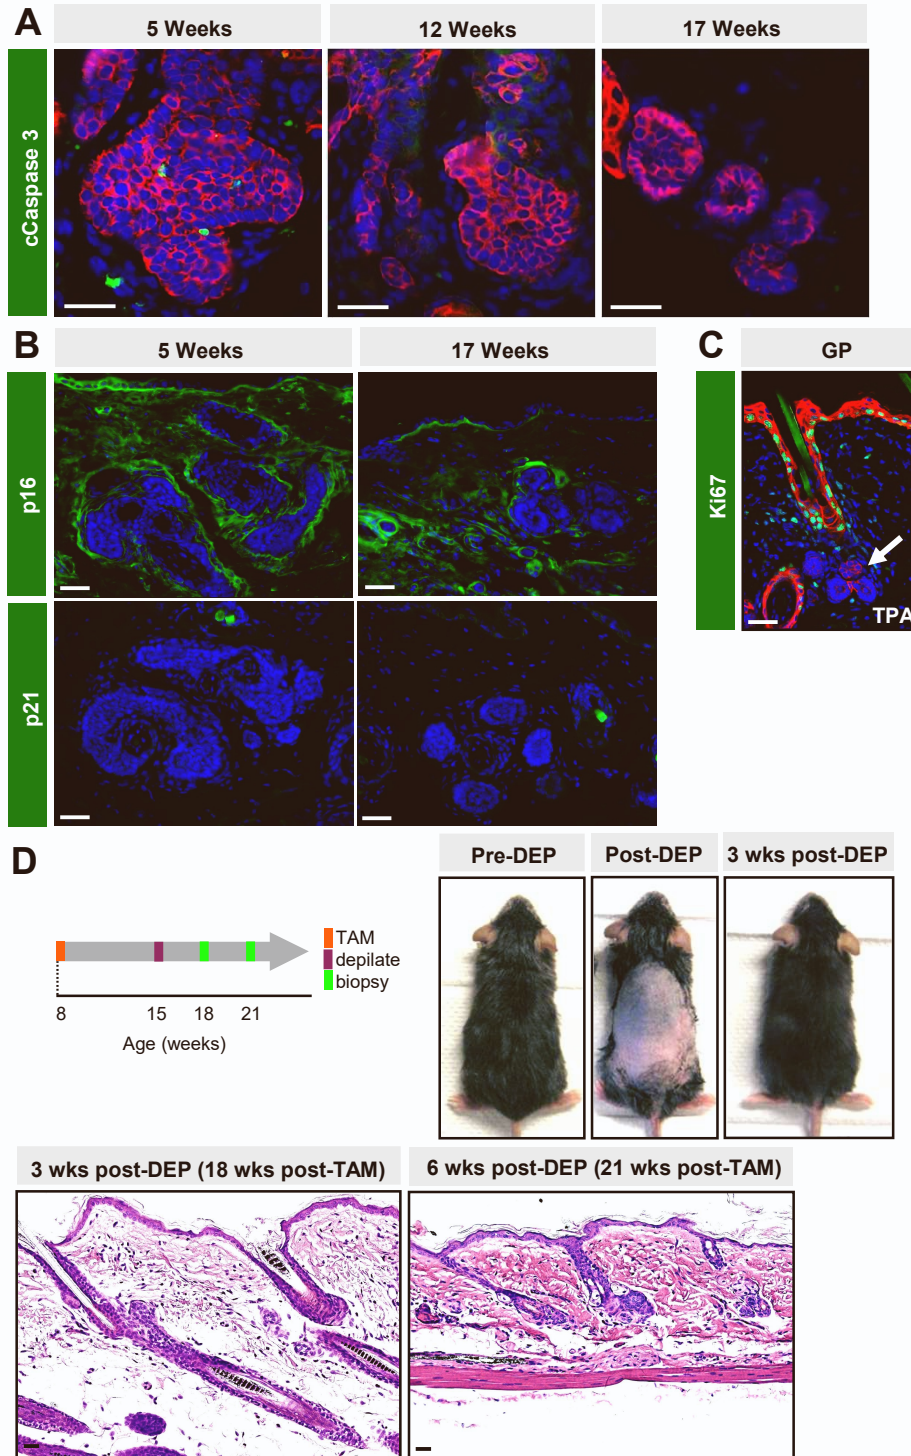 A
5 Weeks
12 Weeks
17 Weeks
cCaspase 3
B
5 Weeks
17 Weeks
C
GP
p16
Ki67
TPA
p21
D
Pre-DEP
Post-DEP
3 wks post-DEP
TAM
depilate
biopsy
8
15
18
21
Age (weeks)
3 wks post-DEP (18 wks post-TAM)
6 wks post-DEP (21 wks post-TAM)